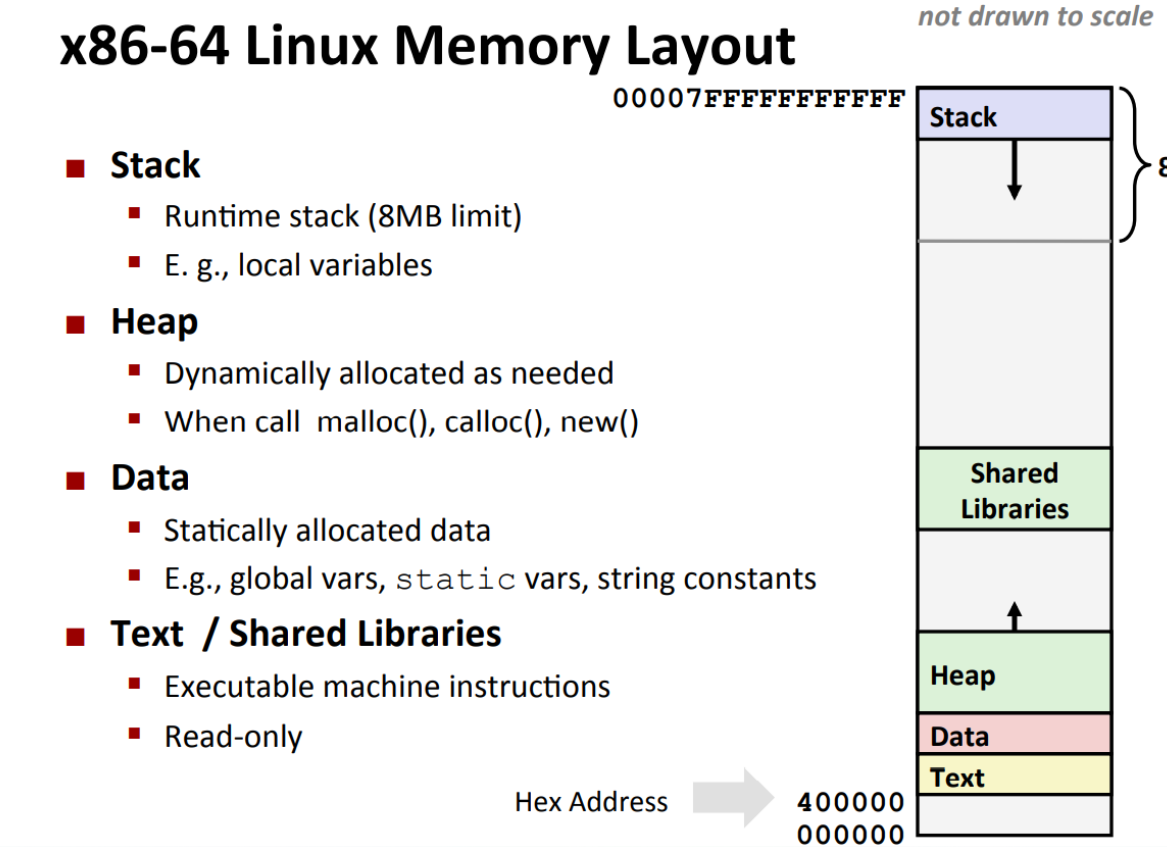 not drawn to scale
x86-64 Linux Memory Layout
00007FFFFFFFFFFF
■ Stack
▪ Runtime stack (8MB limit)
▪ E. g., local variables
■ Heap
▪ Dynamically allocated as needed
▪ When call malloc(), calloc(), new()
■ Data
▪ Statically allocated data
▪ E.g., global vars, static vars, string constants
■ Text / Shared Libraries
▪ Executable machine instructions
▪ Read-only
Hex Address
400000
000000
Stack
Shared
Libraries
Heap
Data
Text